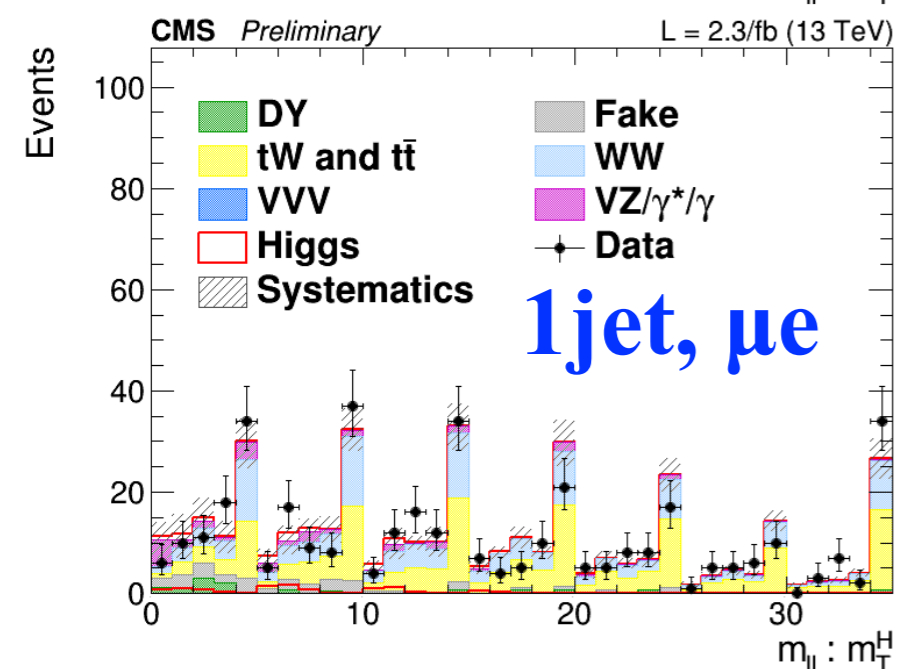 CMS Preliminary L = 2.3/fb (13 TeV)
Events
100
80
60
40
20
0
DY
tW and tt̄
VVV
Higgs
Systematics
Fake
WW
VZ/γ*/γ
Data
1jet, μe
0 10 20 30
m_ll : m_T^H